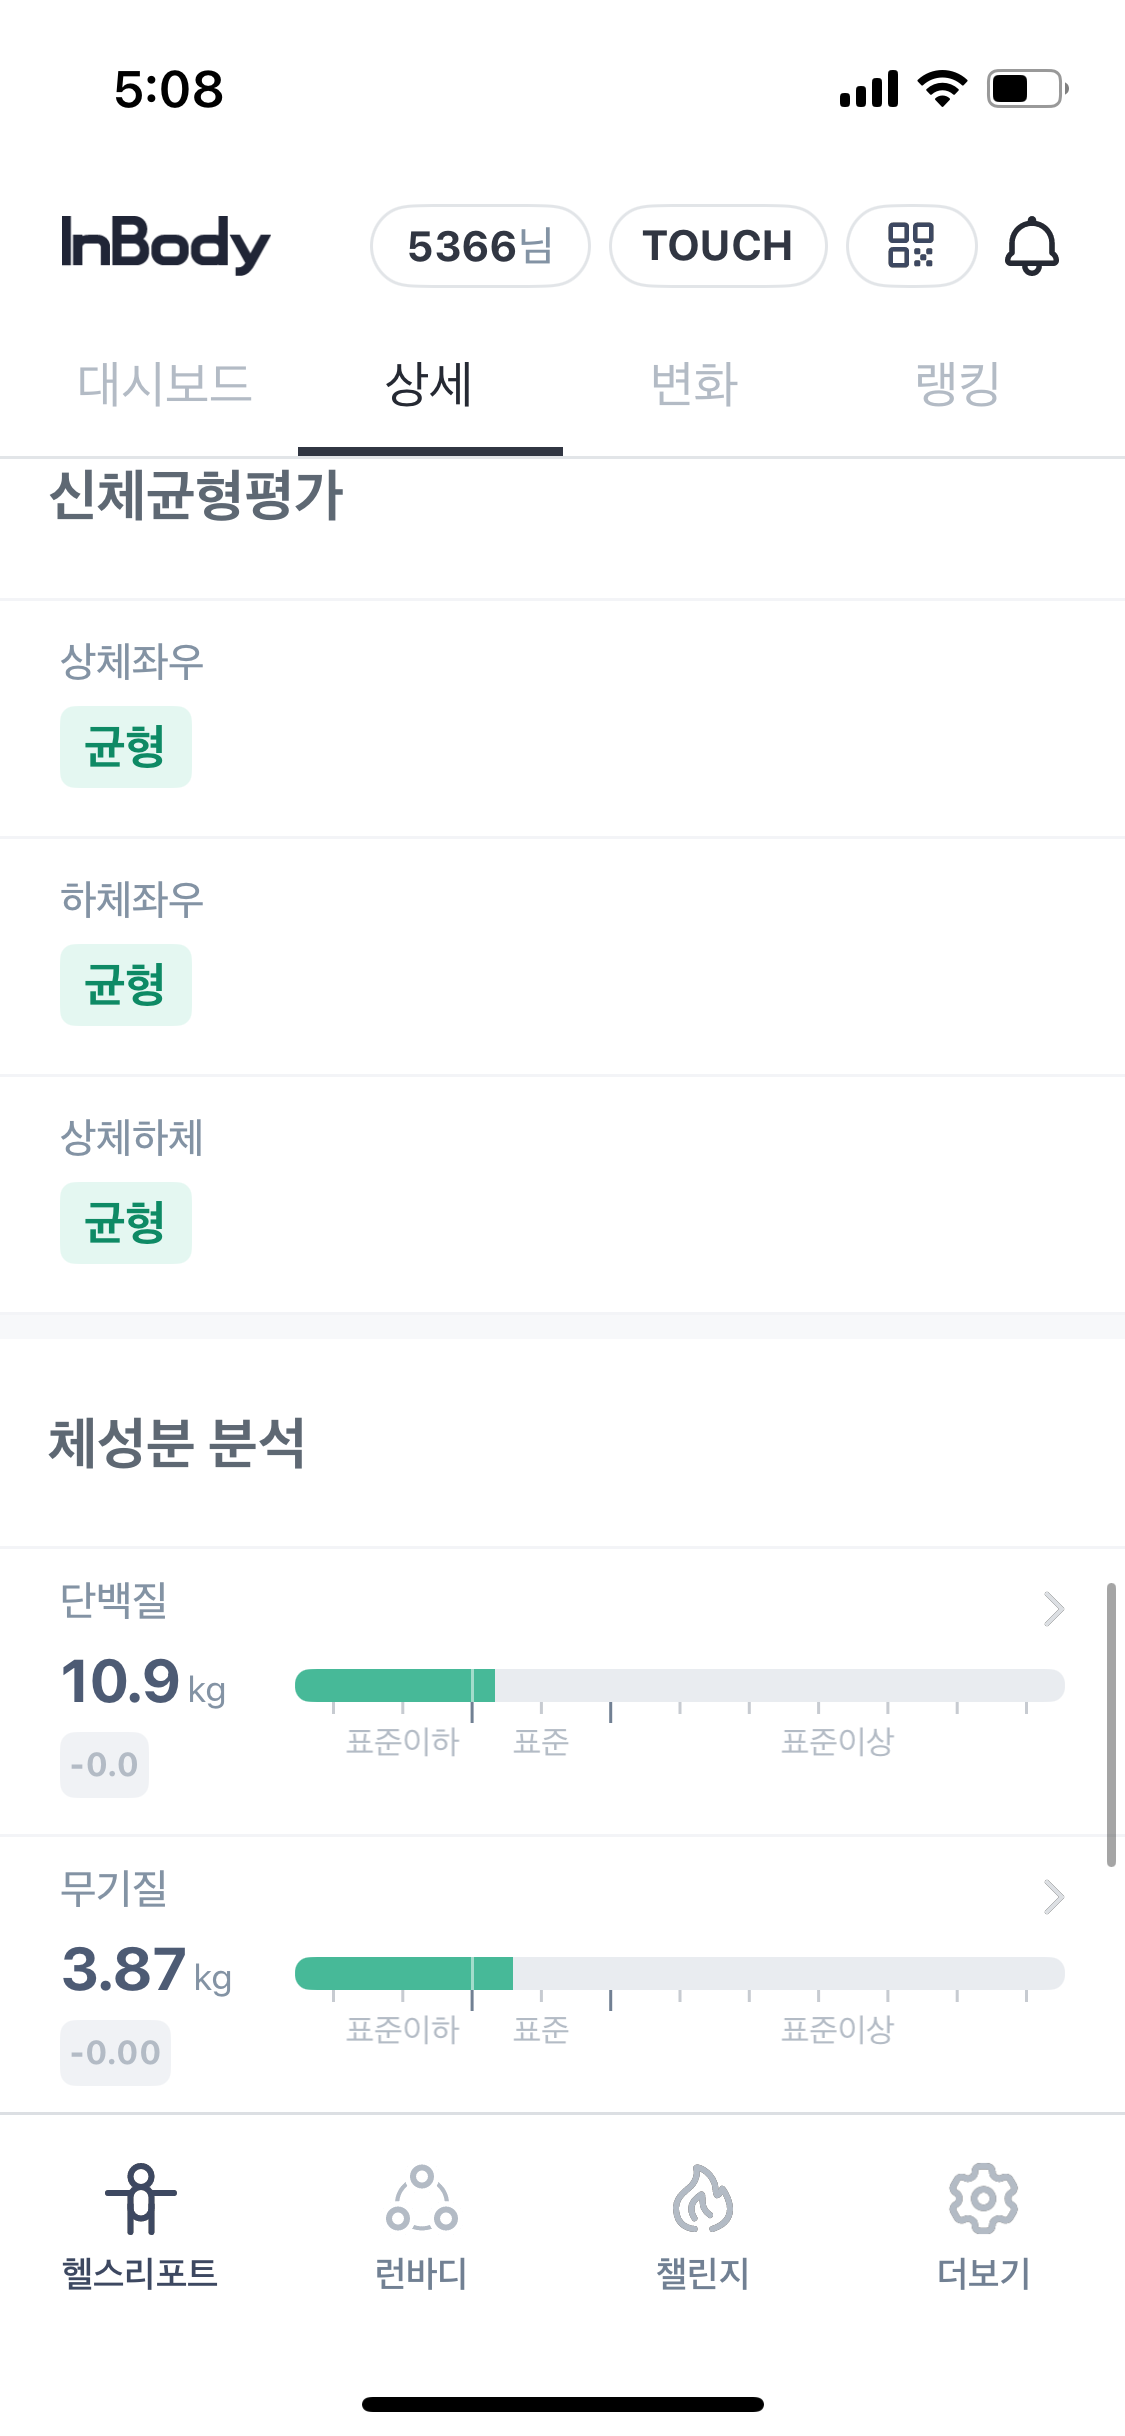 5:08
InBody 5366님 TOUCH
대시보드 상세 변화 랭킹
신체균형평가
상체좌우
균형
하체좌우
균형
상체하체
균형
체성분 분석
단백질
10.9 kg
표준이하 표준 표준이상
-0.0
무기질
3.87 kg
표준이하 표준 표준이상
-0.00
헬스리포트 런바디 챌린지 더보기